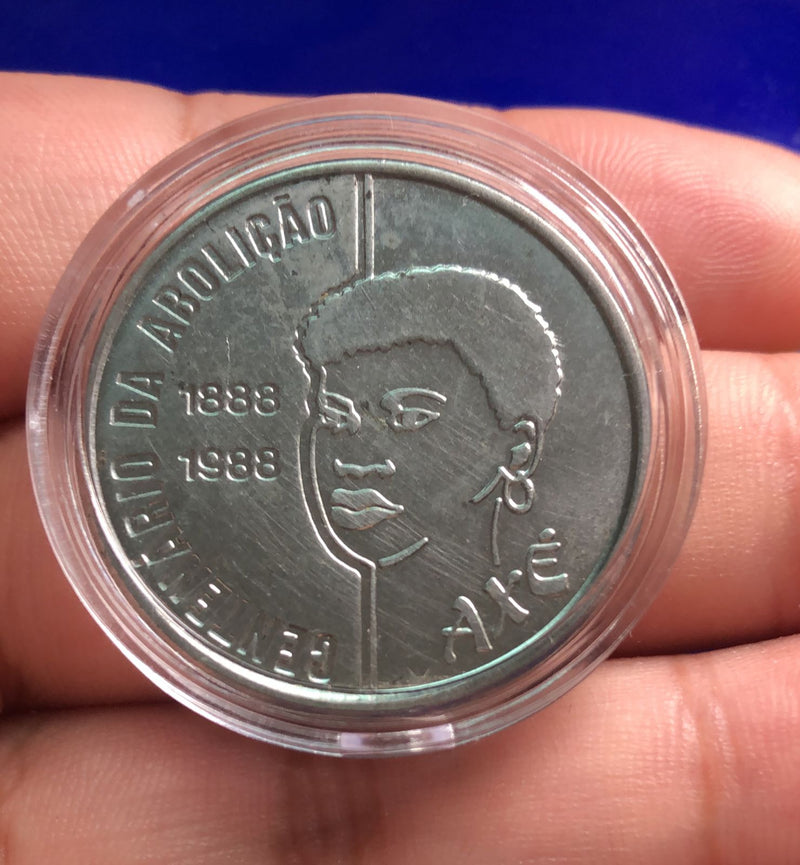 CENTENÁRIO DA ABOLIÇÃO
1888
1988
AXÉ